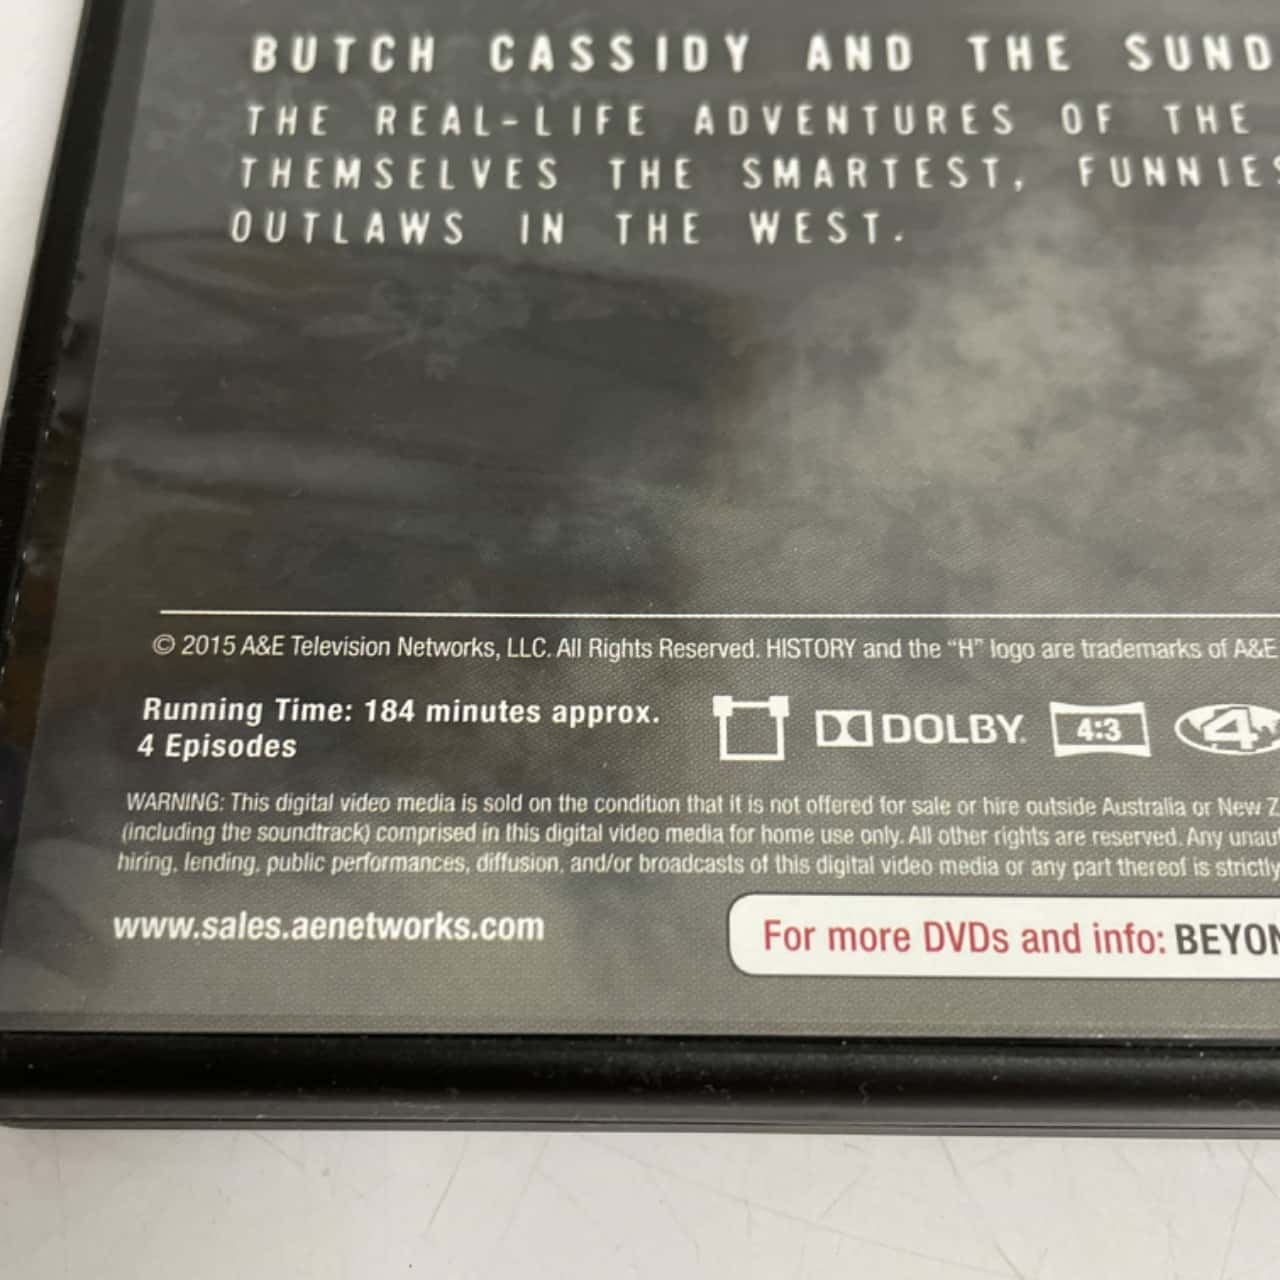 BUTCH CASSIDY AND THE SUND
THE REAL-LIFE ADVENTURES OF THE
THEMSELVES THE SMARTEST, FUNNIES
OUTLAWS IN THE WEST.
© 2015 A&E Television Networks, LLC. All Rights Reserved. HISTORY and the “H” logo are trademarks of A&E
Running Time: 184 minutes approx.
4 Episodes
DOLBY.
4:3
4
WARNING: This digital video media is sold on the condition that it is not offered for sale or hire outside Australia or New Z
(including the soundtrack) comprised in this digital video media for home use only. All other rights are reserved. Any unau
hiring, lending, public performances, diffusion, and/or broadcasts of this digital video media or any part thereof is strictly
www.sales.aenetworks.com
For more DVDs and info: BEYON